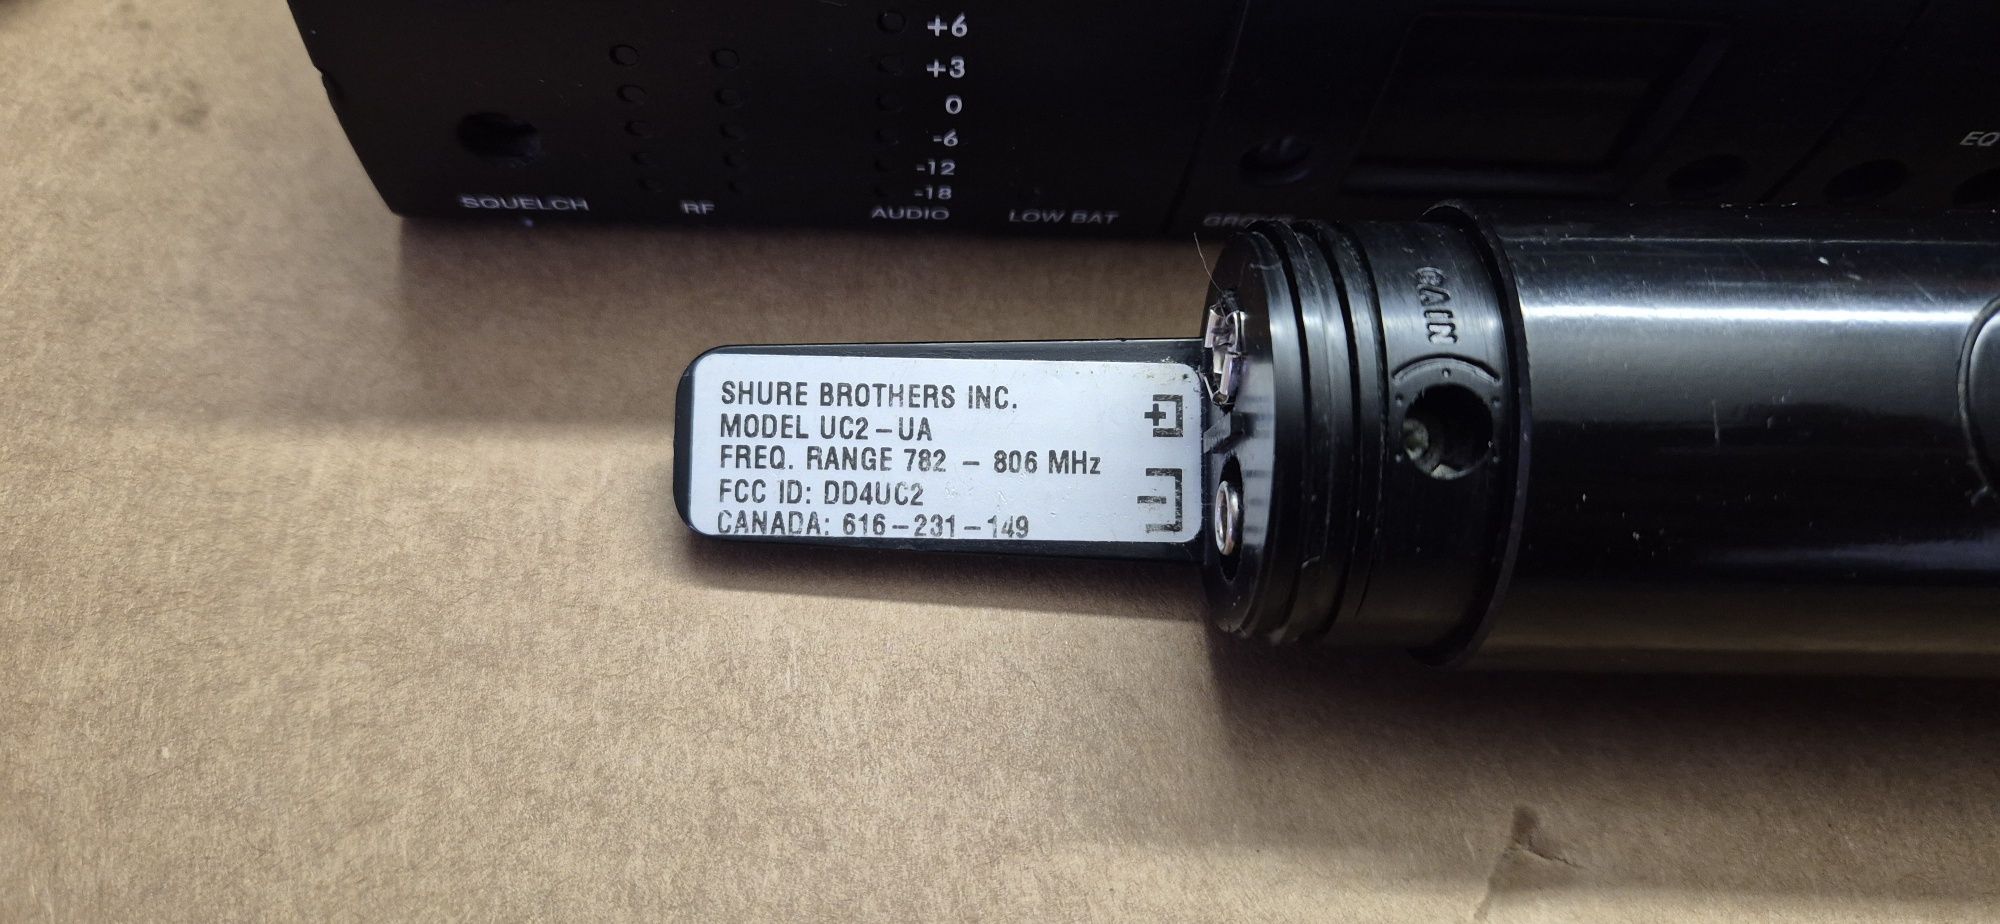 +6
+3
0
-6
-12
-18
SQUELCH
RF
AUDIO
LOW BAT
EQ
GAIN
SHURE BROTHERS INC.
MODEL UC2-UA
FREQ. RANGE 782 - 806 MHz
FCC ID: DD4UC2
CANADA: 616-231-149
+
-